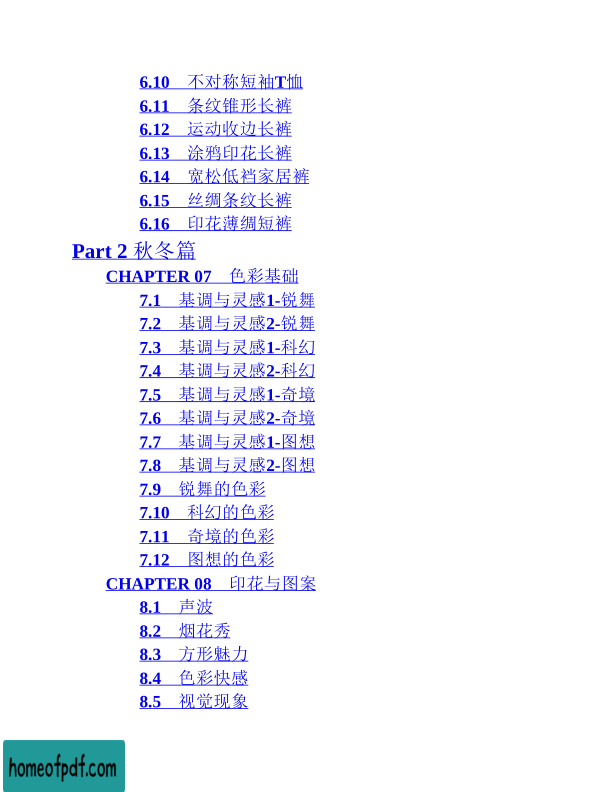 6.10 不对称短袖T恤
6.11 条纹锥形长裤
6.12 运动收边长裤
6.13 涂鸦印花长裤
6.14 宽松低裆家居裤
6.15 丝绸条纹长裤
6.16 印花薄绸短裤
Part 2 秋冬篇
CHAPTER 07 色彩基础
7.1 基调与灵感1-锐舞
7.2 基调与灵感2-锐舞
7.3 基调与灵感1-科幻
7.4 基调与灵感2-科幻
7.5 基调与灵感1-奇境
7.6 基调与灵感2-奇境
7.7 基调与灵感1-图想
7.8 基调与灵感2-图想
7.9 锐舞的色彩
7.10 科幻的色彩
7.11 奇境的色彩
7.12 图想的色彩
CHAPTER 08 印花与图案
8.1 声波
8.2 烟花秀
8.3 方形魅力
8.4 色彩快感
8.5 视觉现象
homeofpdf.com